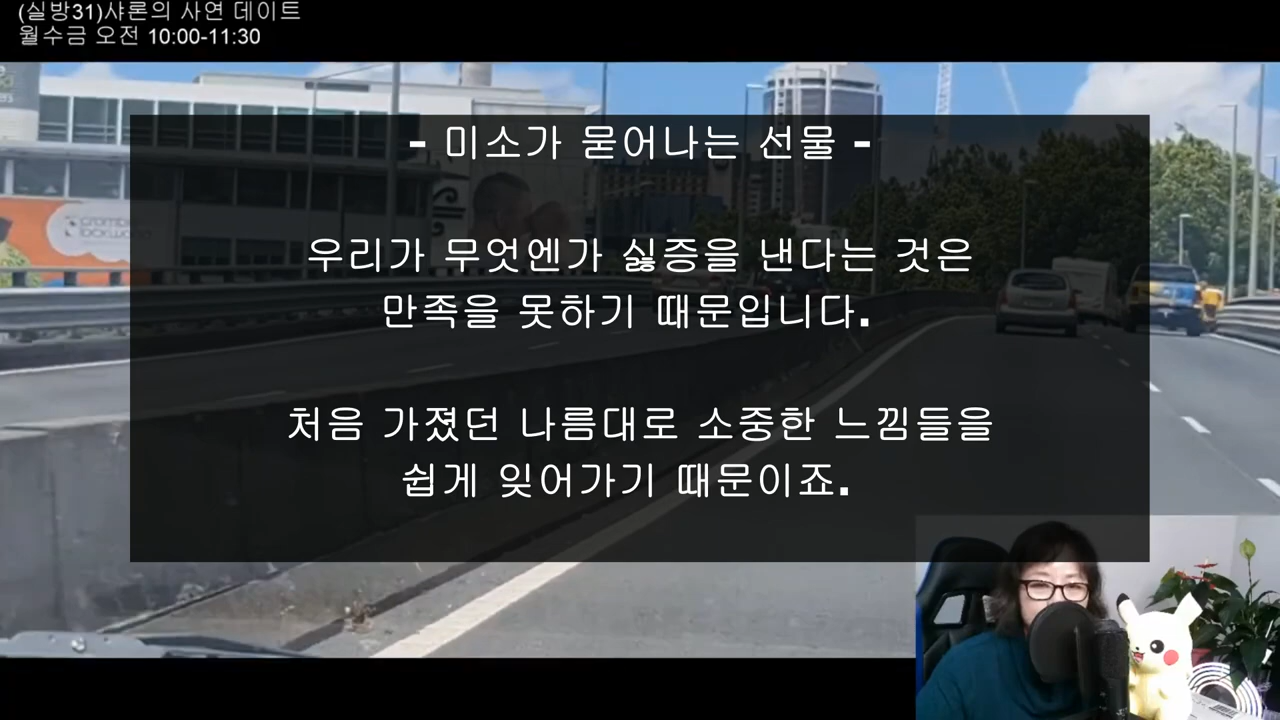 (실방31)샤론의 사연 데이트
월수금 오전 10:00-11:30
- 미소가 묻어나는 선물 -
우리가 무엇엔가 싫증을 낸다는 것은
만족을 못하기 때문입니다.
처음 가졌던 나름대로 소중한 느낌들을
쉽게 잊어가기 때문이죠.